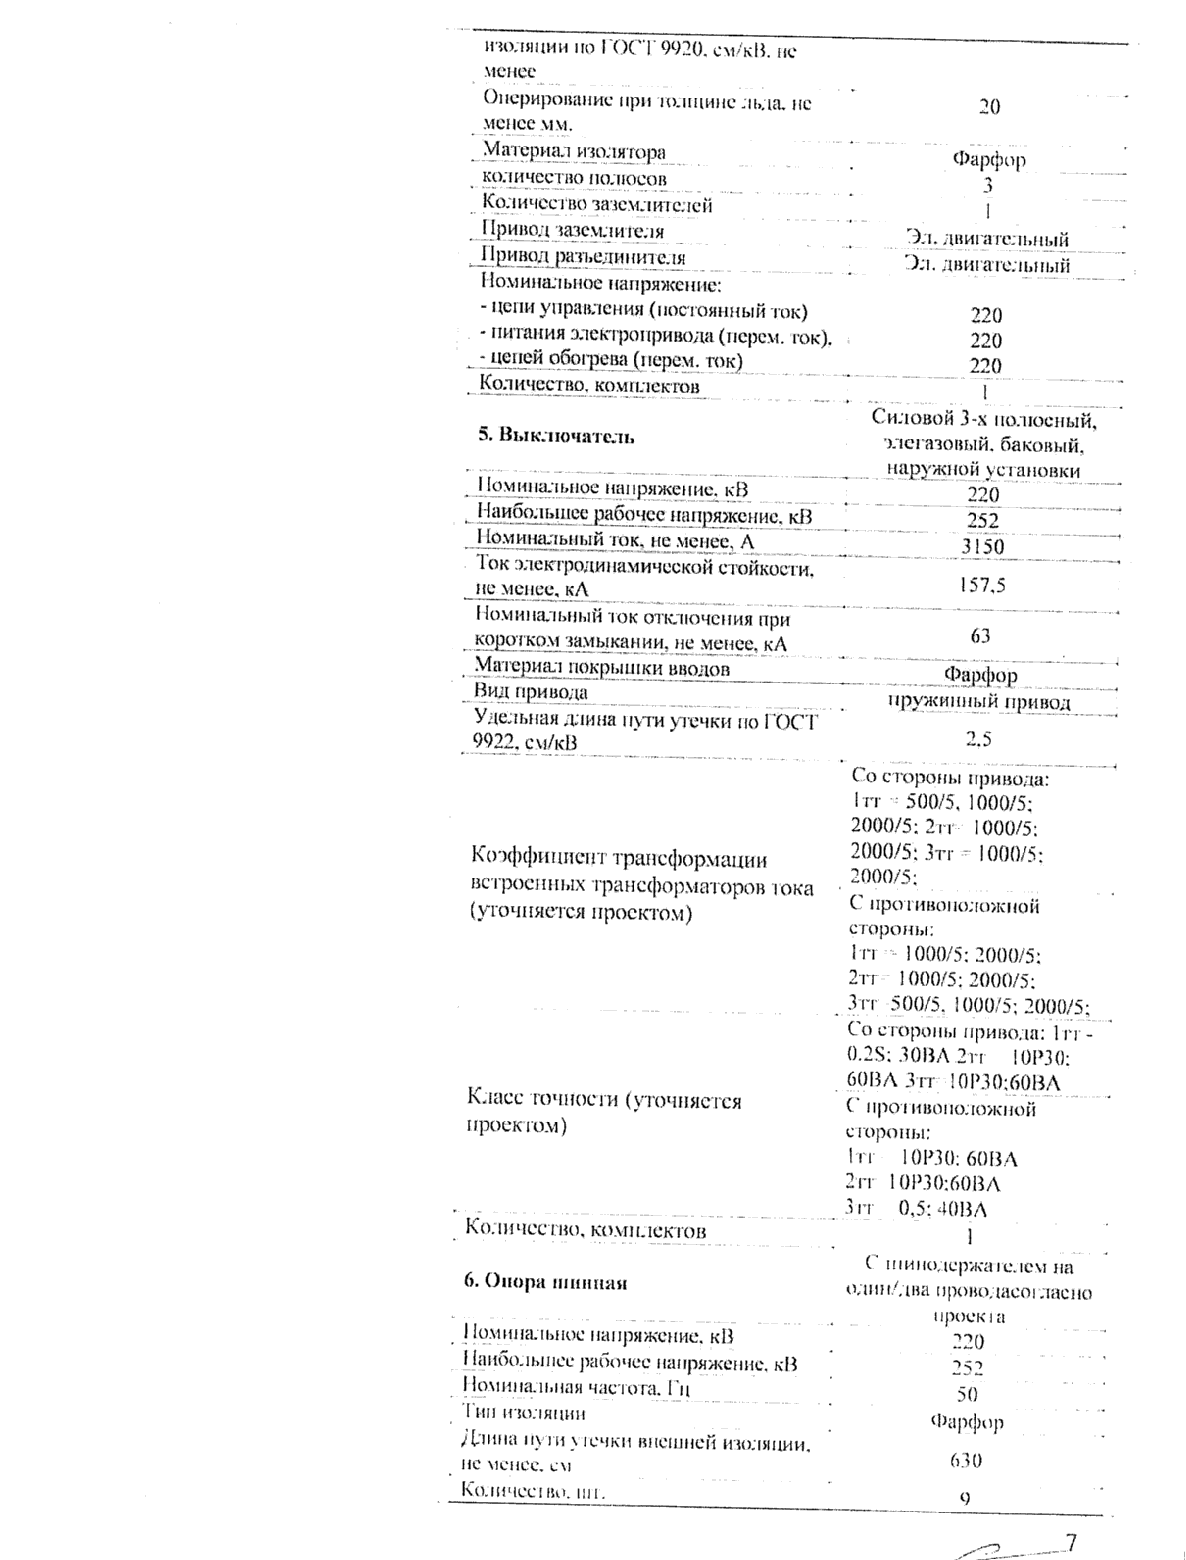 изоляции по ГОСТ 9920, см/кВ, не
менее
Оперирование при толщине льда, не
менее мм.
20
Материал изолятора
Фарфор
количество полюсов
3
Количество заземлителей
1
Привод заземлителя
Эл. двигательный
Привод разъединителя
Эл. двигательный
Номинальное напряжение:
- цепи управления (постоянный ток)
220
- питания электропривода (перем. ток),
220
- цепей обогрева (перем. ток)
220
Количество, комплектов
1
5. Выключатель
Силовой 3-х полюсный,
элегазовый, баковый,
наружной установки
Номинальное напряжение, кВ
220
Наибольшее рабочее напряжение, кВ
252
Номинальный ток, не менее, А
3150
Ток электродинамической стойкости,
не менее, кА
157,5
Номинальный ток отключения при
коротком замыкании, не менее, кА
63
Материал покрышки вводов
Фарфор
Вид привода
пружинный привод
Удельная длина пути утечки по ГОСТ
9922, см/кВ
2,5
Коэффициент трансформации
встроенных трансформаторов тока
(уточняется проектом)
Со стороны привода:
1тт = 500/5, 1000/5;
2000/5; 2тт- 1000/5;
2000/5; 3тт = 1000/5;
2000/5;
С противоположной
стороны:
1тт - 1000/5; 2000/5;
2тт- 1000/5; 2000/5;
3тт 500/5, 1000/5; 2000/5;
Класс точности (уточняется
проектом)
Со стороны привода: 1тт -
0.2S; 30ВА 2тт 10Р30;
60ВА 3тт 10Р30;60ВА
С противоположной
стороны:
1тт 10Р30; 60ВА
2тт 10Р30;60ВА
3тт 0,5; 40ВА
Количество, комплектов
1
6. Опора шинная
С шинодержателем на
один/два проводасогласно
проекта
Номинальное напряжение, кВ
220
Наибольшее рабочее напряжение, кВ
252
Номинальная частота, Гц
50
Тип изоляции
Фарфор
Длина пути утечки внешней изоляции,
не менее, см
630
Количество, шт.
9
7